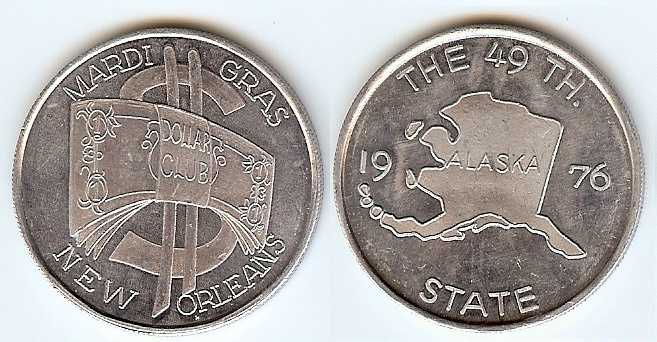 MARDI GRAS
DOLLAR
CLUB
NEW ORLEANS
THE 49 TH.
19 76
ALASKA
STATE